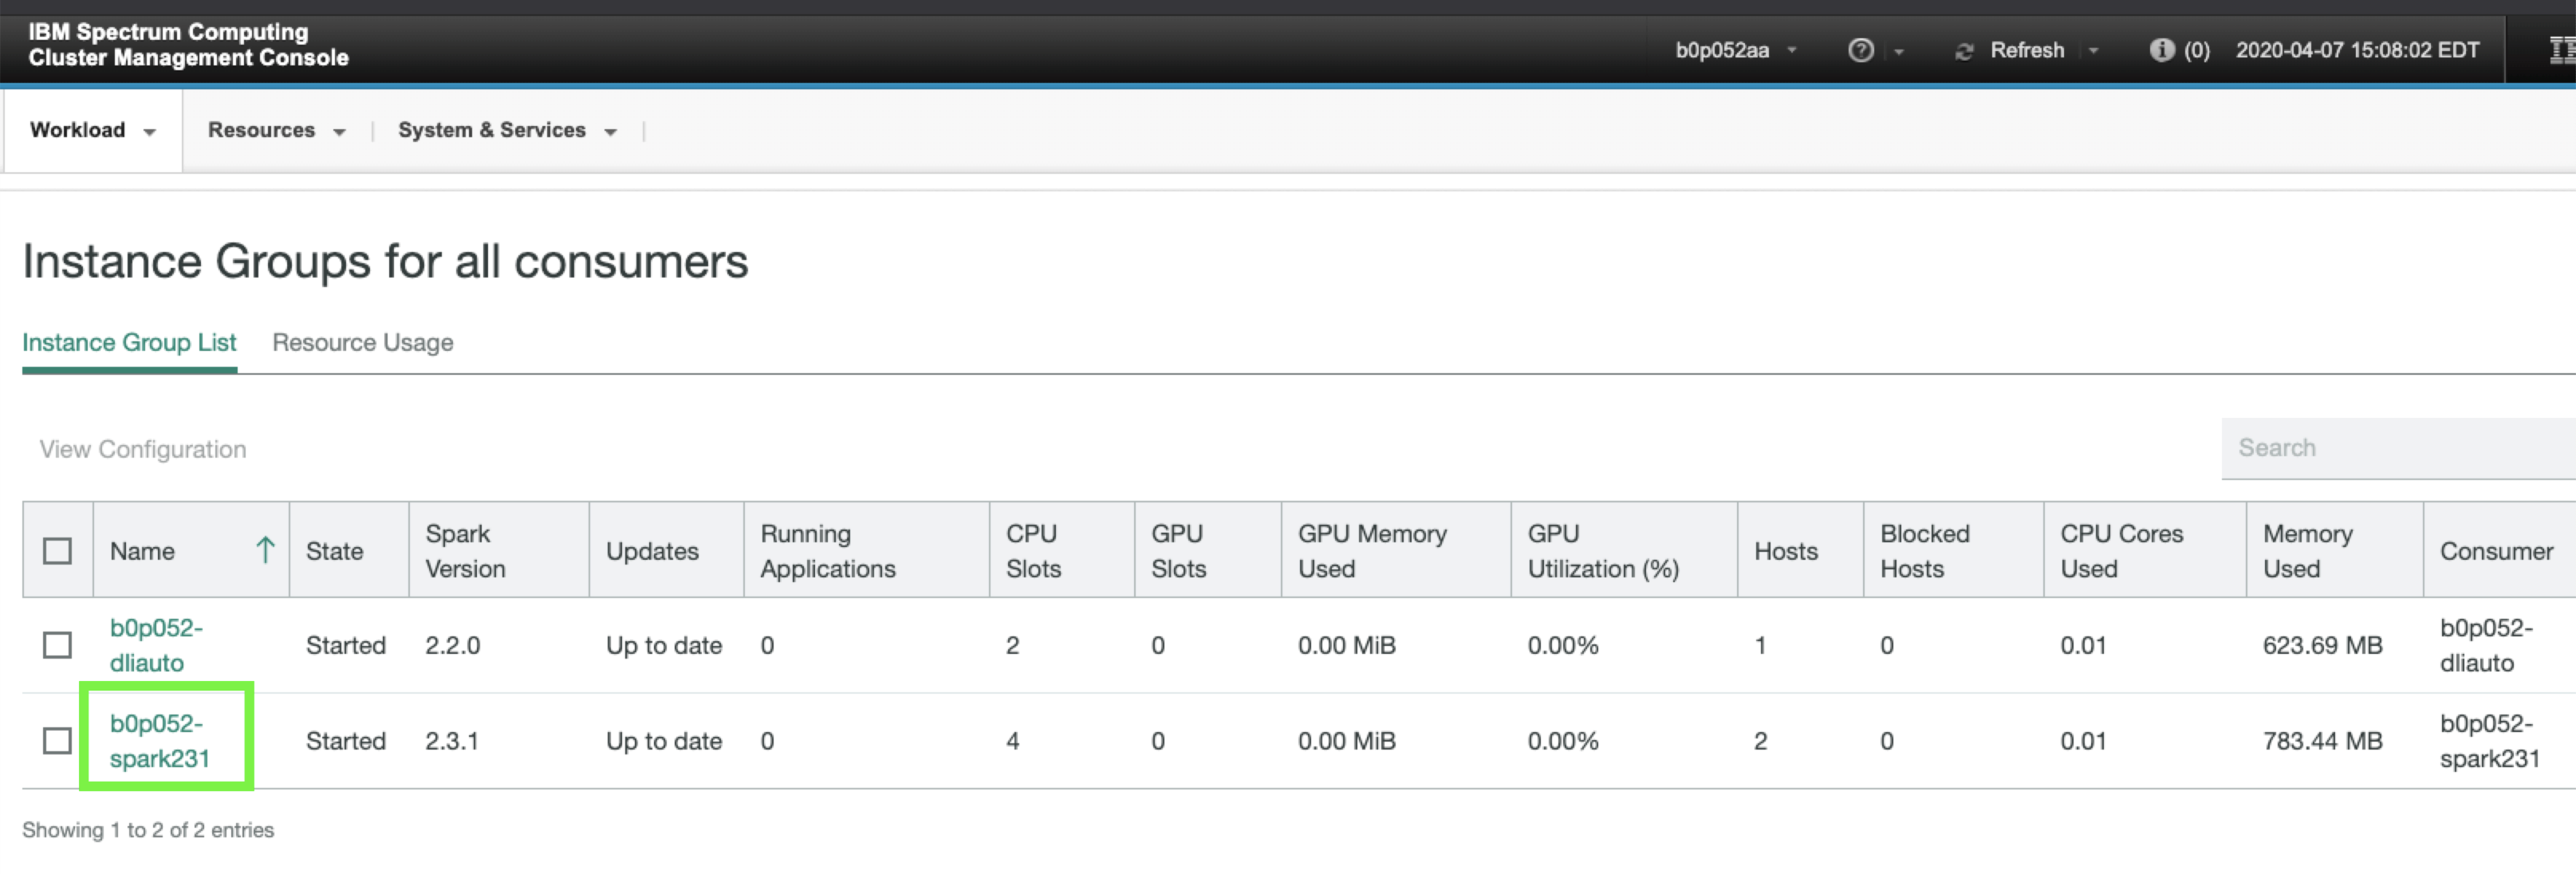 IBM Spectrum Computing
Cluster Management Console
b0p052aa
Refresh
(0)
2020-04-07 15:08:02 EDT
Workload
Resources
System & Services
Instance Groups for all consumers
Instance Group List
Resource Usage
View Configuration
Search
Name
State
Spark
Version
Updates
Running
Applications
CPU
Slots
GPU
Slots
GPU Memory
Used
GPU
Utilization (%)
Hosts
Blocked
Hosts
CPU Cores
Used
Memory
Used
Consumer
b0p052-
dliauto
Started
2.2.0
Up to date
0
2
0
0.00 MiB
0.00%
1
0
0.01
623.69 MB
b0p052-
dliauto
b0p052-
spark231
Started
2.3.1
Up to date
0
4
0
0.00 MiB
0.00%
2
0
0.01
783.44 MB
b0p052-
spark231
Showing 1 to 2 of 2 entries